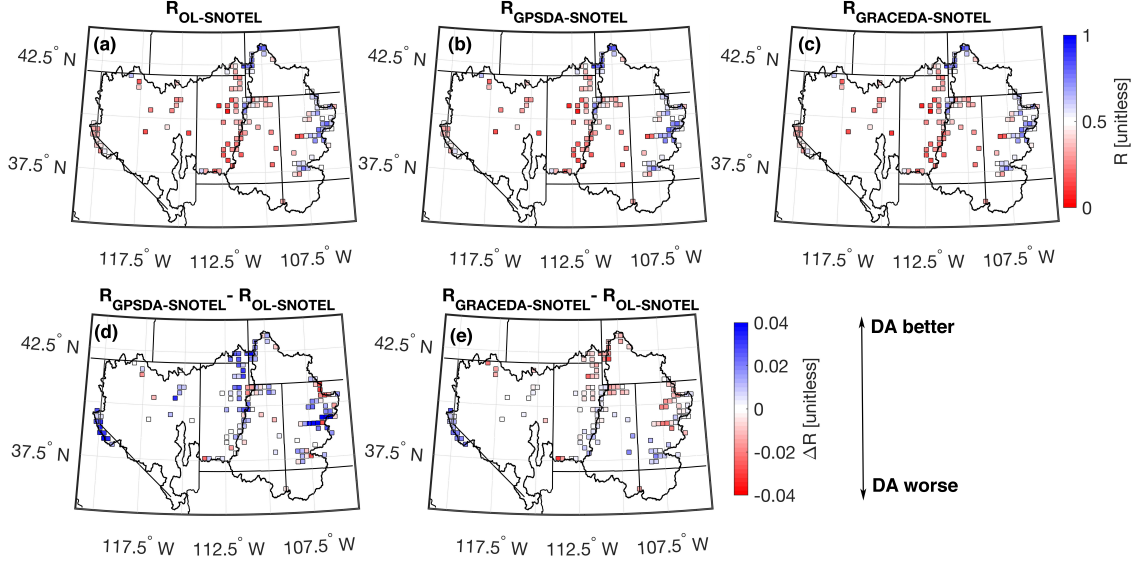 R_OL-SNOTEL
R_GPSDA-SNOTEL
R_GRACEDA-SNOTEL
(a)
(b)
(c)
42.5° N
42.5° N
42.5° N
37.5° N
37.5° N
37.5° N
117.5° W 112.5° W 107.5° W
117.5° W 112.5° W 107.5° W
117.5° W 112.5° W 107.5° W
1
0.5
0
R [unitless]
R_GPSDA-SNOTEL- R_OL-SNOTEL
R_GRACEDA-SNOTEL- R_OL-SNOTEL
(d)
(e)
42.5° N
42.5° N
37.5° N
37.5° N
117.5° W 112.5° W 107.5° W
117.5° W 112.5° W 107.5° W
0.04
0.02
0
-0.02
-0.04
ΔR [unitless]
DA better
DA worse